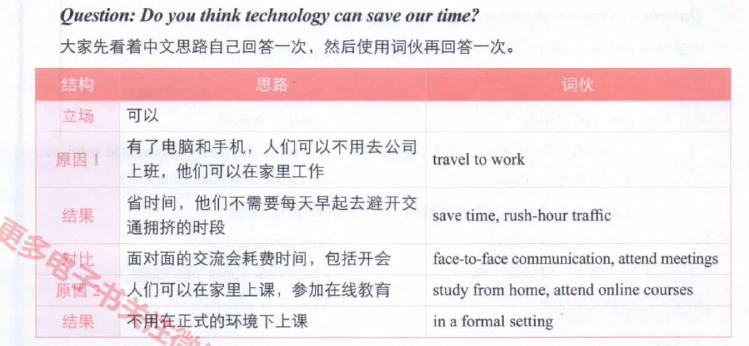 Question: Do you think technology can save our time?
大家先看着中文思路自己回答一次，然后使用词伙再回答一次。
结构 思路 词伙
立场 可以
原因 1 有了电脑和手机，人们可以不用去公司
上班，他们可以在家里工作 travel to work
结果 省时间，他们不需要每天早起去避开交
通拥挤的时段 save time, rush-hour traffic
对比 面对面的交流会耗费时间，包括开会 face-to-face communication, attend meetings
原因 2 人们可以在家里上课，参加在线教育 study from home, attend online courses
结果 不用在正式的环境下上课 in a formal setting
更多电子书关注微